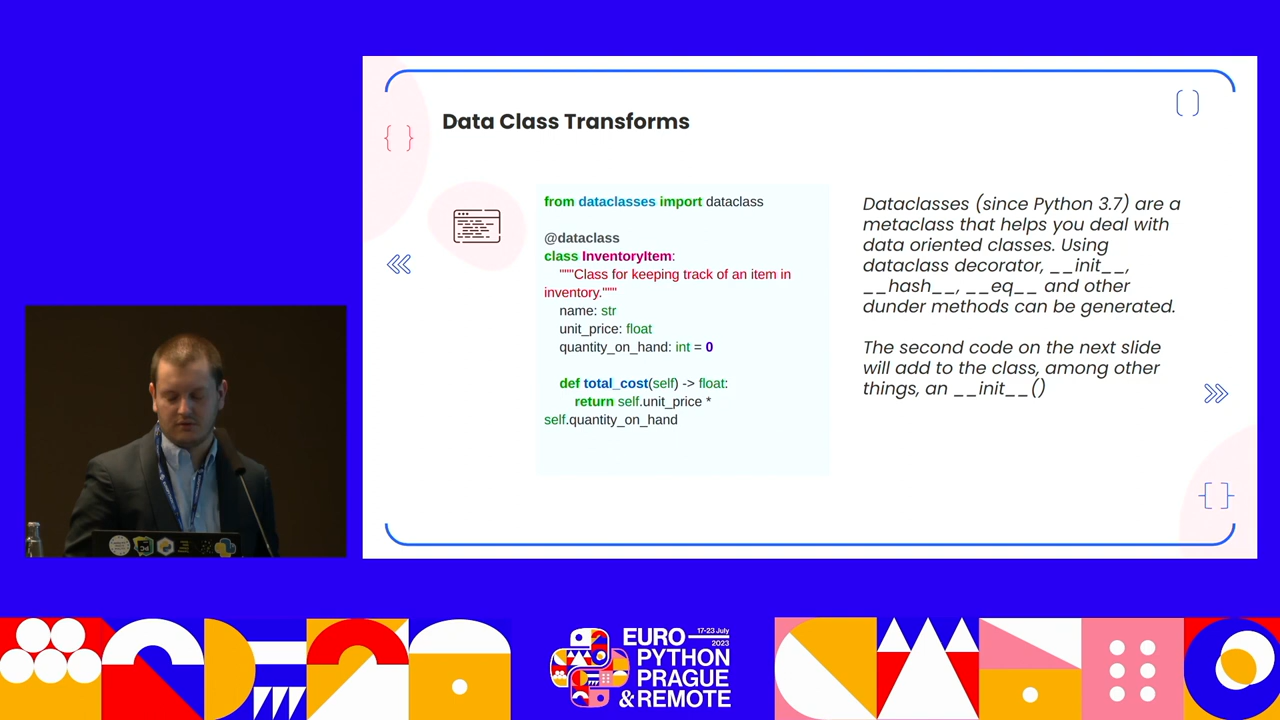 Data Class Transforms
from dataclasses import dataclass
@dataclass
class InventoryItem:
"""Class for keeping track of an item in
inventory."""
name: str
unit_price: float
quantity_on_hand: int = 0
def total_cost(self) -> float:
return self.unit_price *
self.quantity_on_hand
Dataclasses (since Python 3.7) are a
metaclass that helps you deal with
data oriented classes. Using
dataclass decorator, __init__,
__hash__, __eq__ and other
dunder methods can be generated.
The second code on the next slide
will add to the class, among other
things, an __init__()
17-23 July
2023
EURO
PYTHON
PRAGUE
& REMOTE